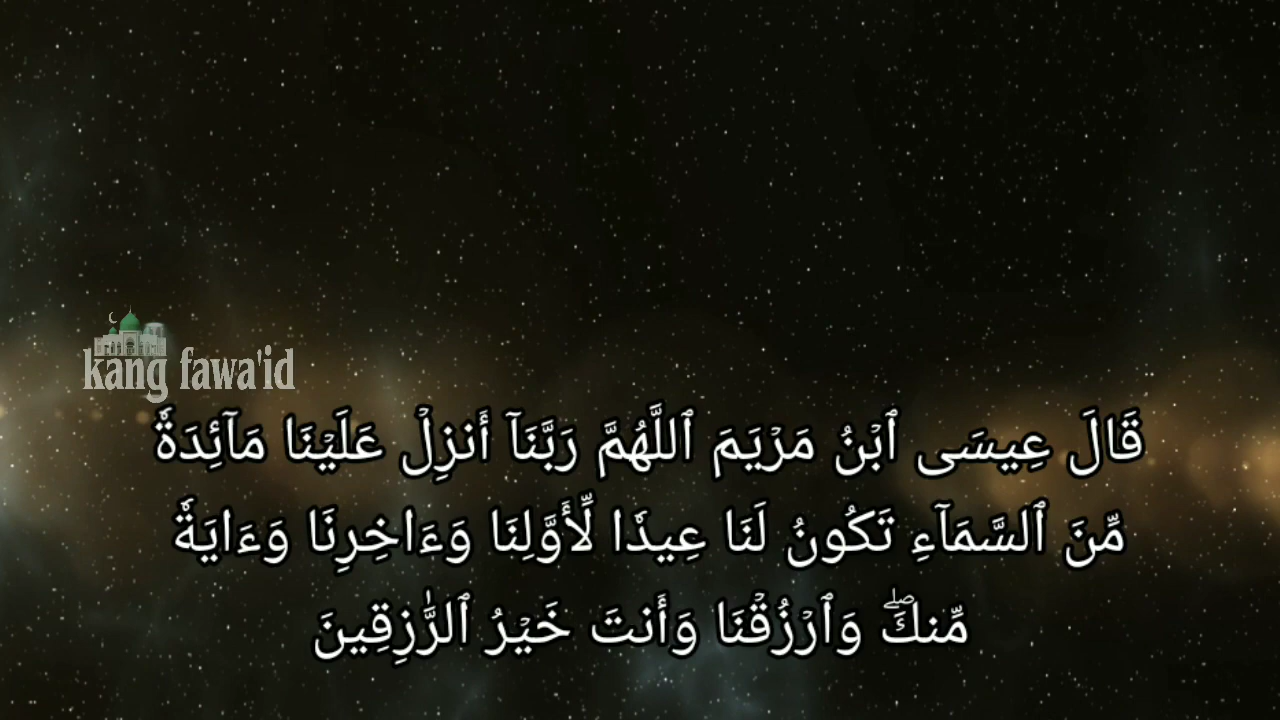 kang fawa'id
قَالَ عِيسَى ٱبْنُ مَرْيَمَ ٱللَّهُمَّ رَبَّنَآ أَنزِلْ عَلَيْنَا مَآئِدَةً
مِّنَ ٱلسَّمَآءِ تَكُونُ لَنَا عِيدًا لِّأَوَّلِنَا وَءَاخِرِنَا وَءَايَةً
مِّنكَۖ وَٱرْزُقْنَا وَأَنتَ خَيْرُ ٱلرَّٰزِقِينَ